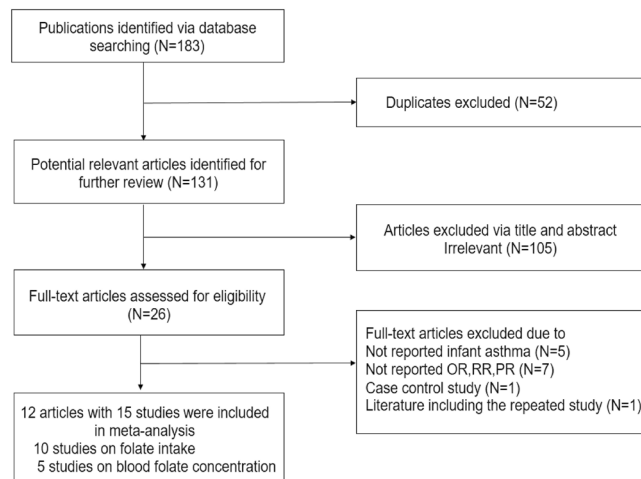 Publications identified via database
searching (N=183)
Duplicates excluded (N=52)
Potential relevant articles identified for
further review (N=131)
Articles excluded via title and abstract
Irrelevant (N=105)
Full-text articles assessed for eligibility
(N=26)
Full-text articles excluded due to
Not reported infant asthma (N=5)
Not reported OR,RR,PR (N=7)
Case control study (N=1)
Literature including the repeated study (N=1)
12 articles with 15 studies were included
in meta-analysis
10 studies on folate intake
5 studies on blood folate concentration